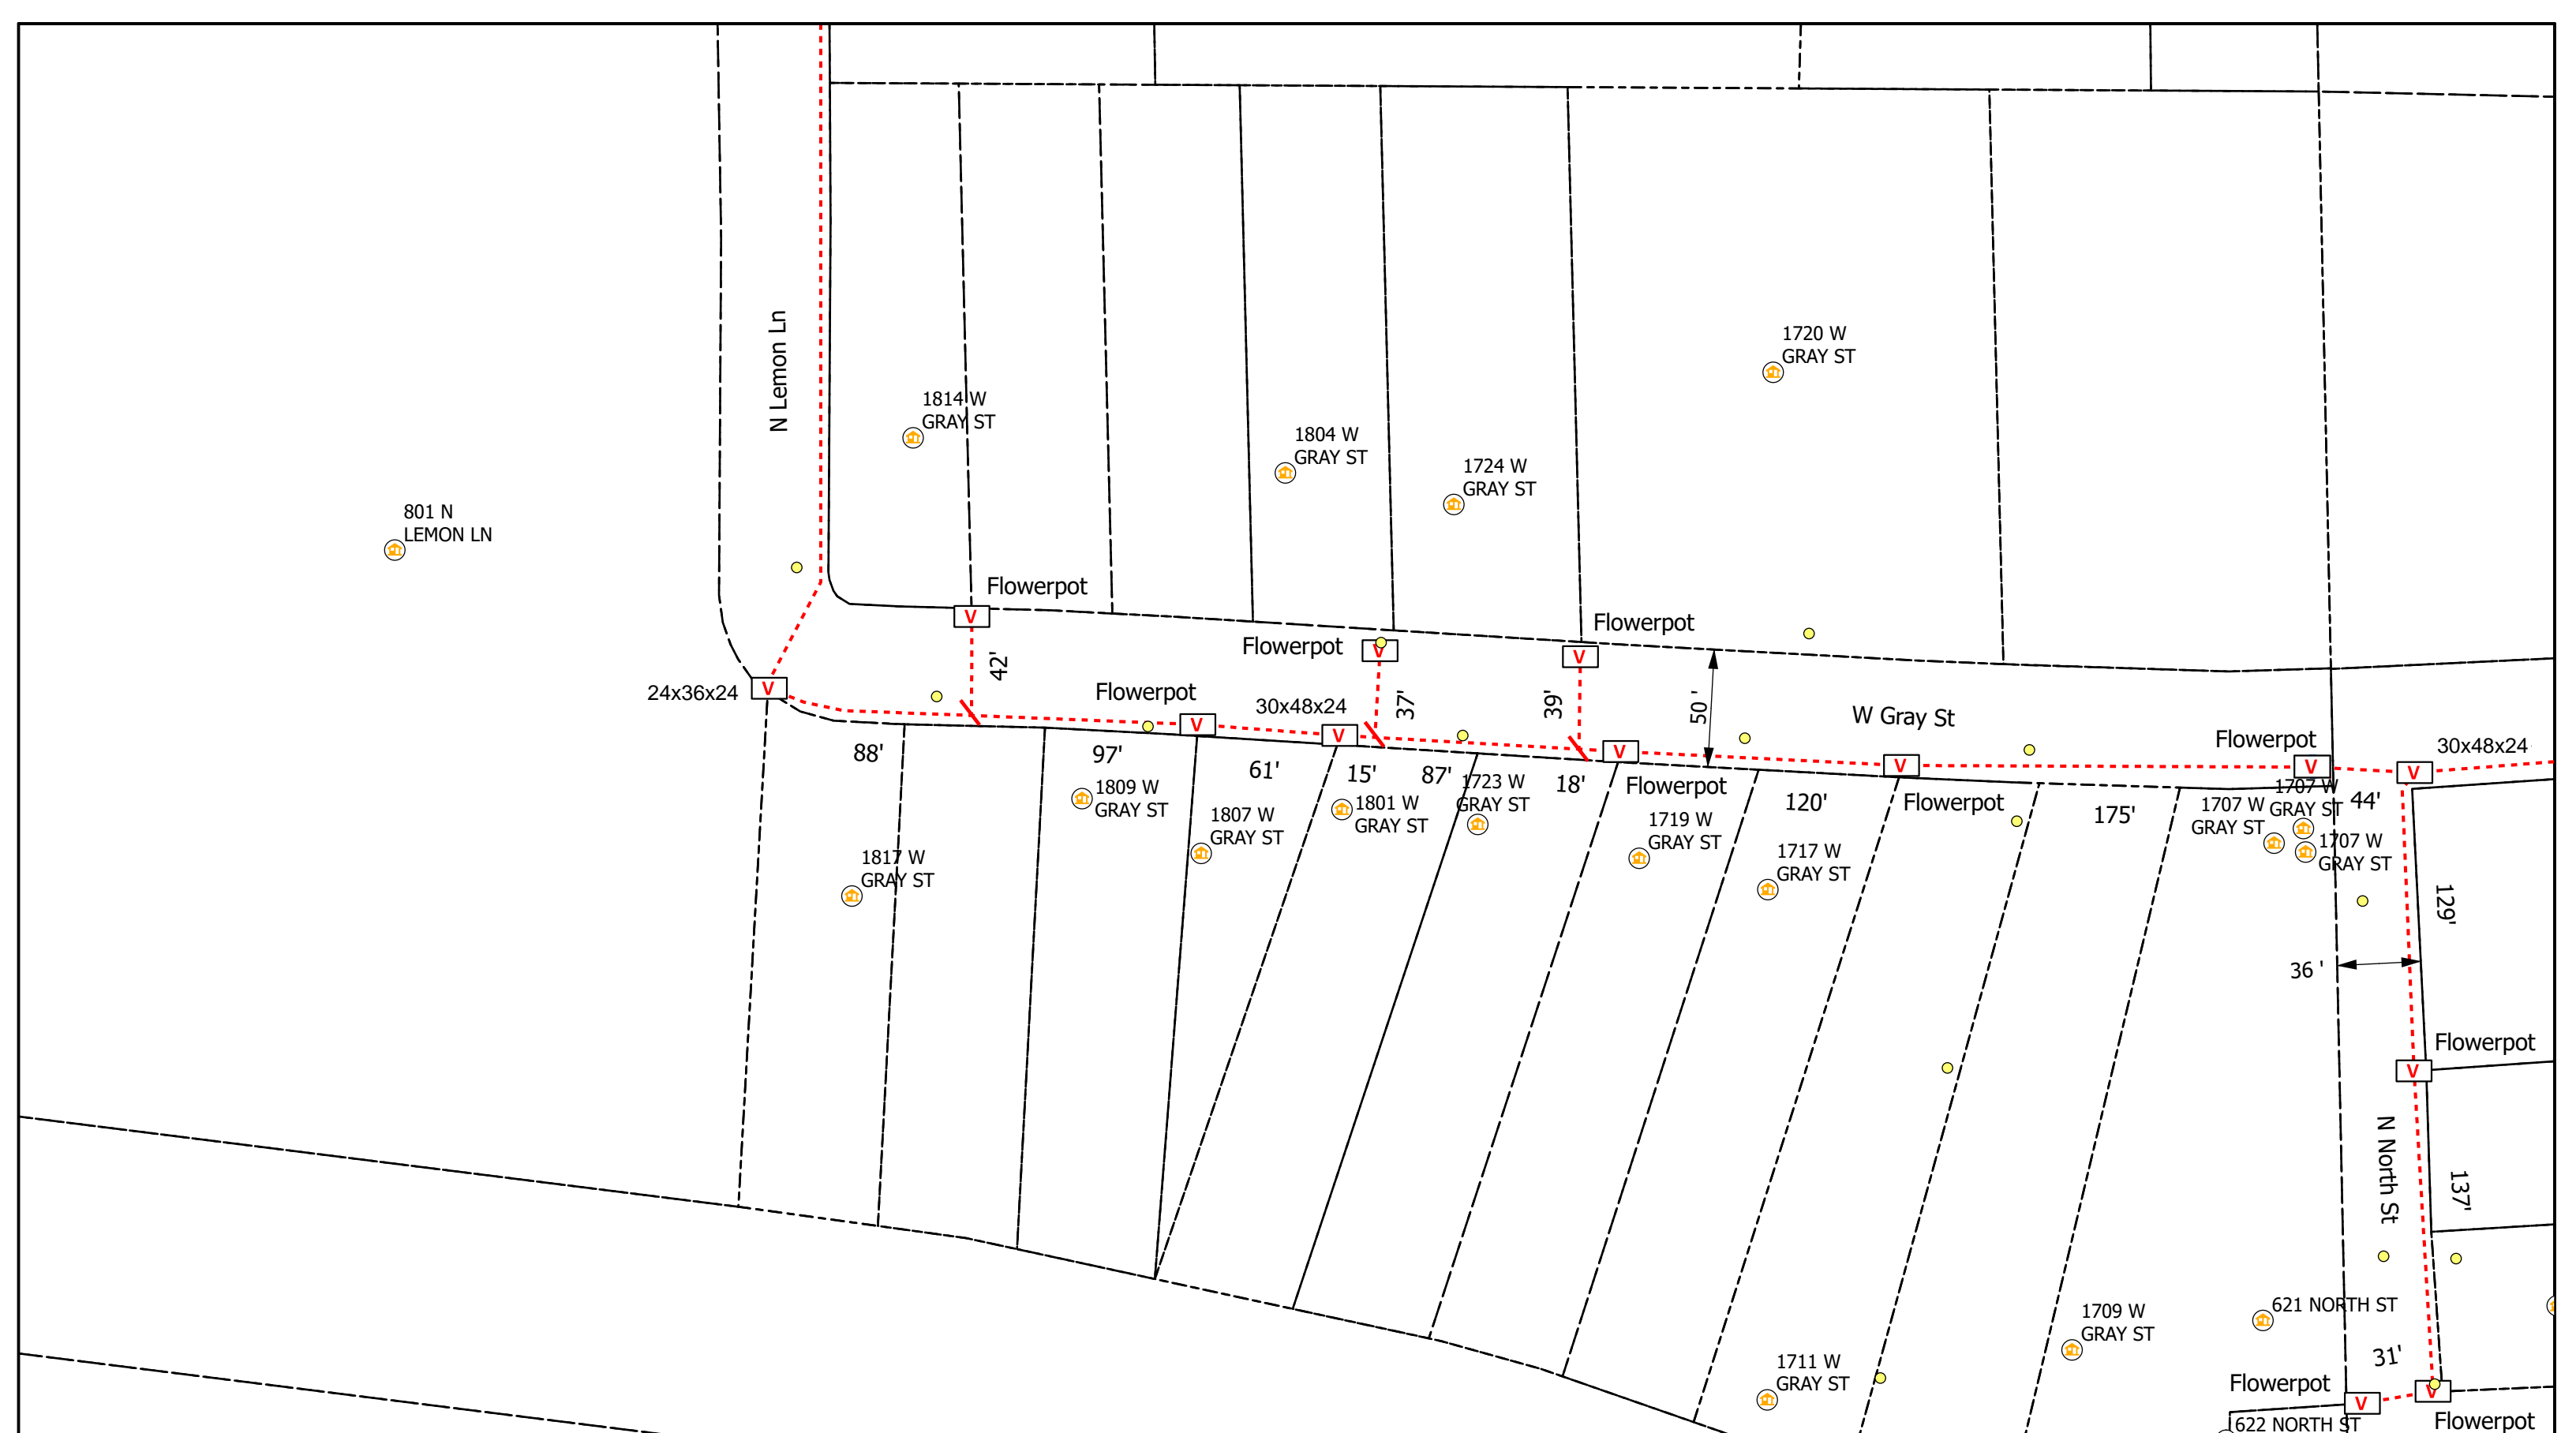 1720 W
GRAY ST
N Lemon Ln
1814 W
GRAY ST
1804 W
GRAY ST
1724 W
GRAY ST
801 N
LEMON LN
Flowerpot
V
Flowerpot
Flowerpot
V
V
42'
24x36x24
V
Flowerpot
30x48x24
37'
39'
50 '
W Gray St
V
V
V
V
Flowerpot
V
30x48x24
V
88'
97'
61'
15'
87'
18'
Flowerpot
120'
Flowerpot
175'
44'
1809 W
GRAY ST
1807 W
GRAY ST
1801 W
GRAY ST
1723 W
GRAY ST
1719 W
GRAY ST
1717 W
GRAY ST
1707 W
GRAY ST
1707 W
GRAY ST
1707 W
GRAY ST
1817 W
GRAY ST
129'
36 '
Flowerpot
V
N North St
137'
621 NORTH ST
1709 W
GRAY ST
31'
1711 W
GRAY ST
Flowerpot
V
V
622 NORTH ST
Flowerpot